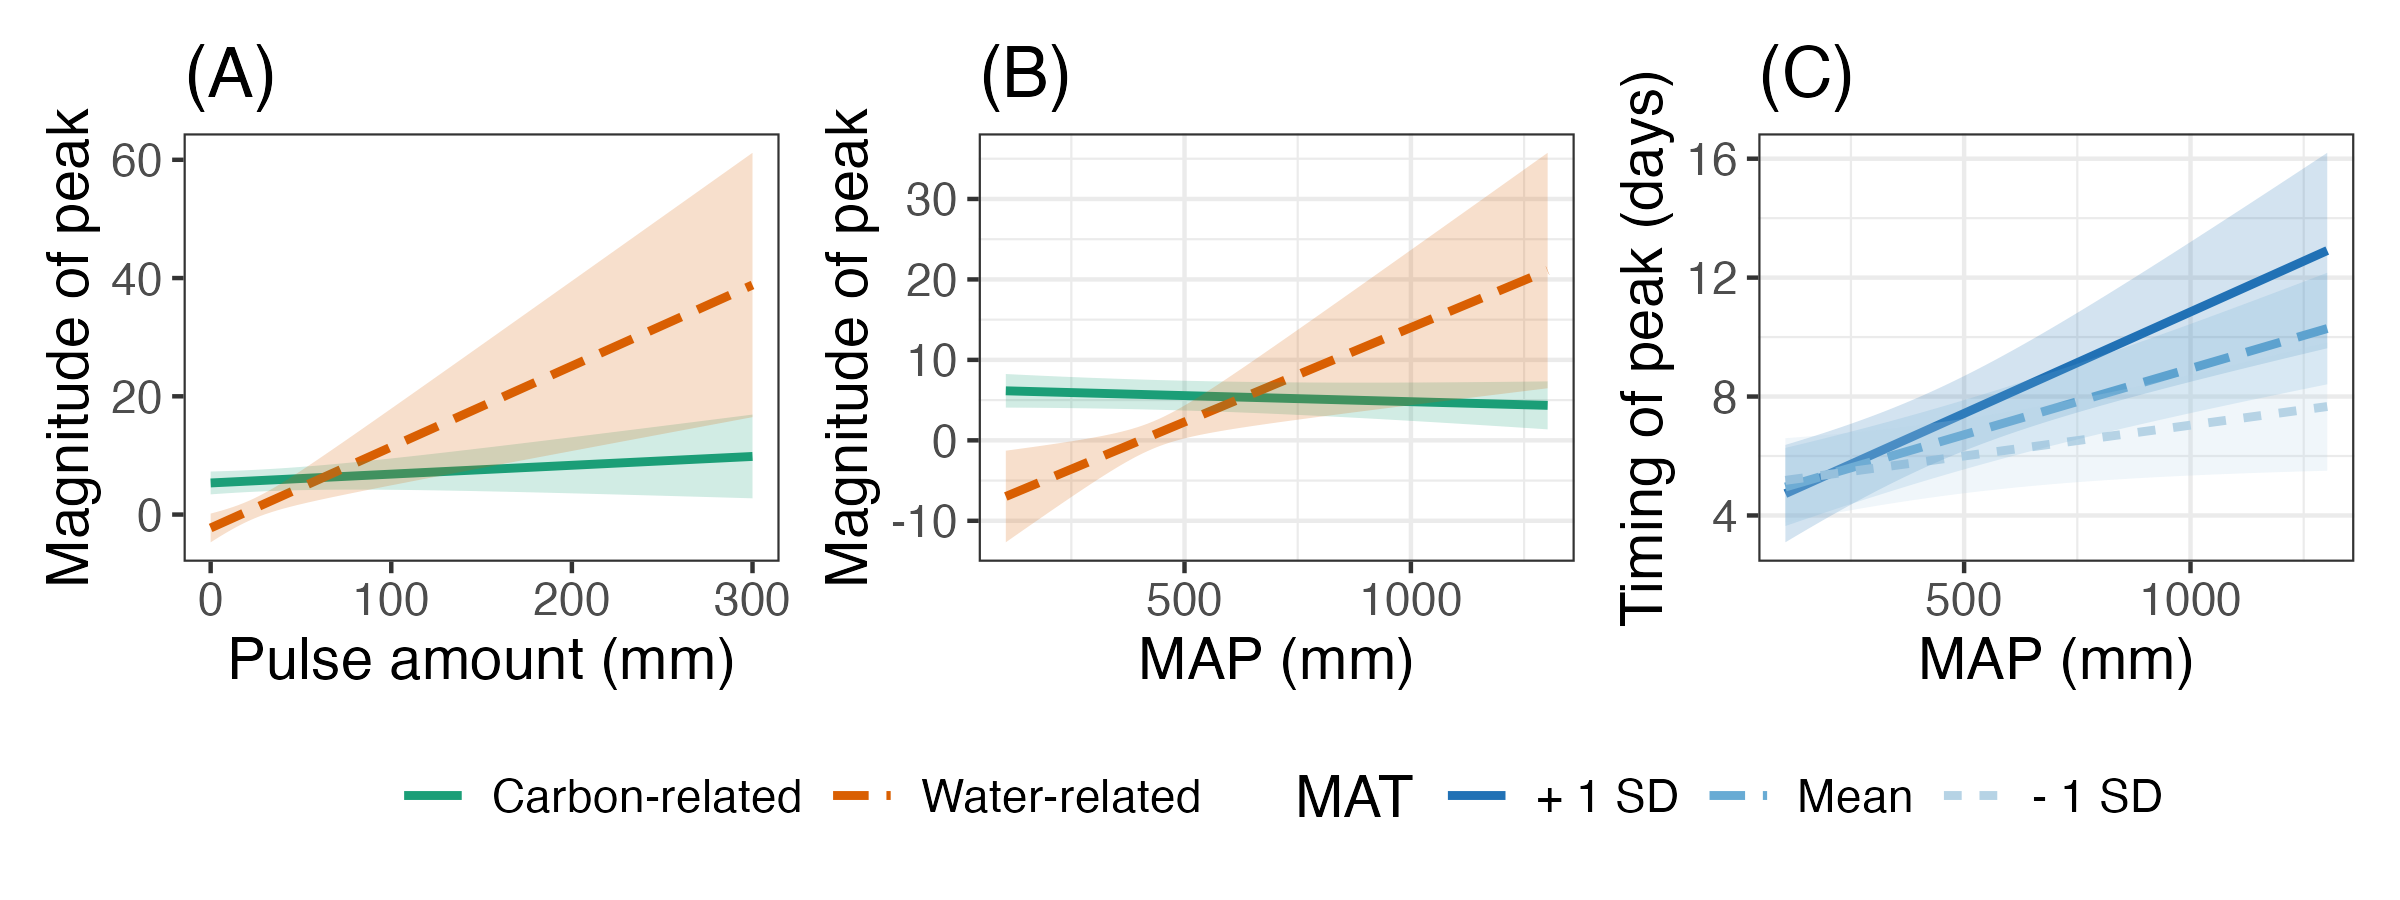 (A)
Magnitude of peak
60
40
20
0
0 100 200 300
Pulse amount (mm)
(B)
Magnitude of peak
30
20
10
0
-10
500 1000
MAP (mm)
(C)
Timing of peak (days)
16
12
8
4
500 1000
MAP (mm)
Carbon-related Water-related MAT + 1 SD Mean - 1 SD